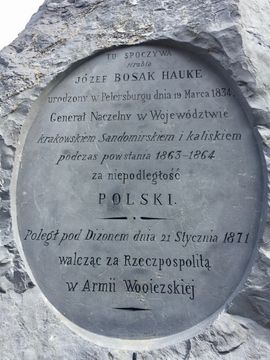 TU SPOCZYWA
hrabia
JÓZEF BOSAK HAUKE
urodzony w Petersburgu dnia 19 Marca 1834.
Generał Naczelny w Województwie
krakowskiem Sandomirskiem i kaliskiem
podczas powstania 1863-1864
za niepodległość
POLSKI.
Poległ pod Dizonem dnia 21 Stycznia 1871
walcząc za Rzeczpospolitą
w Armii Wogezskiej